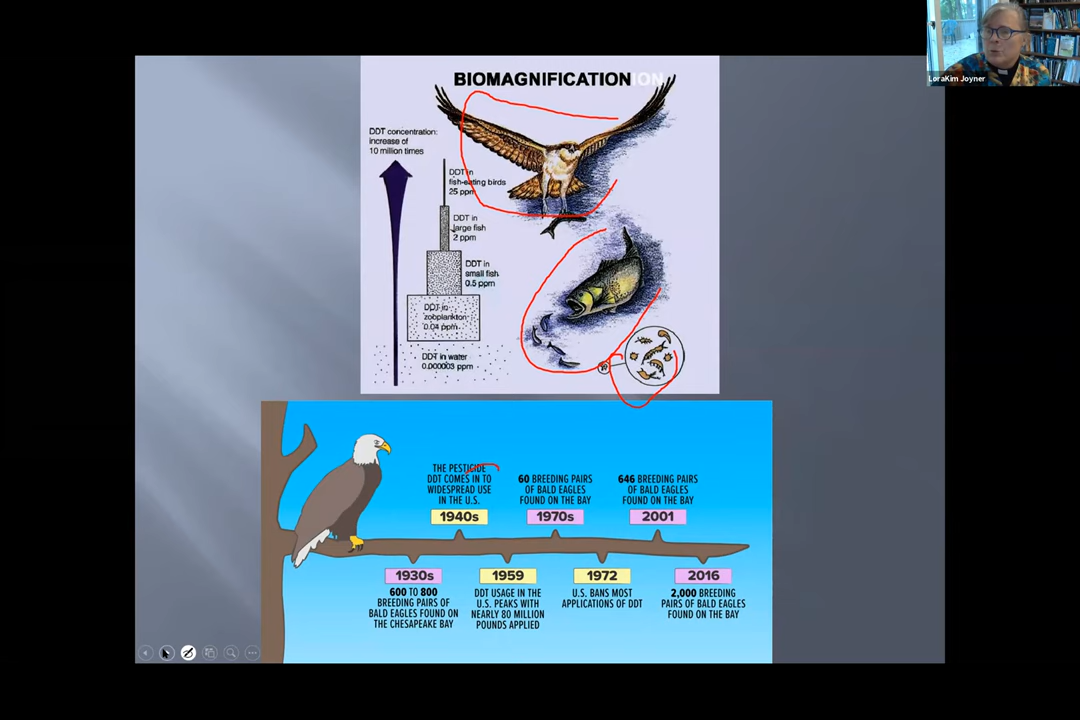 LoraKim Joyner
BIOMAGNIFICATION
DDT concentration:
increase of
10 million times
DDT in
fish-eating birds
25 ppm
DDT in
large fish
2 ppm
DDT in
small fish
0.5 ppm
DDT in
zooplankton
0.04 ppm
DDT in water
0.000003 ppm
THE PESTICIDE
DDT COMES IN TO
WIDESPREAD USE
IN THE U.S.
1940s
60 BREEDING PAIRS
OF BALD EAGLES
FOUND ON THE BAY
1970s
646 BREEDING PAIRS
OF BALD EAGLES
FOUND ON THE BAY
2001
1930s
600 TO 800
BREEDING PAIRS OF
BALD EAGLES FOUND ON
THE CHESAPEAKE BAY
1959
DDT USAGE IN THE
U.S. PEAKS WITH
NEARLY 80 MILLION
POUNDS APPLIED
1972
U.S. BANS MOST
APPLICATIONS OF DDT
2016
2,000 BREEDING
PAIRS OF BALD EAGLES
FOUND ON THE BAY